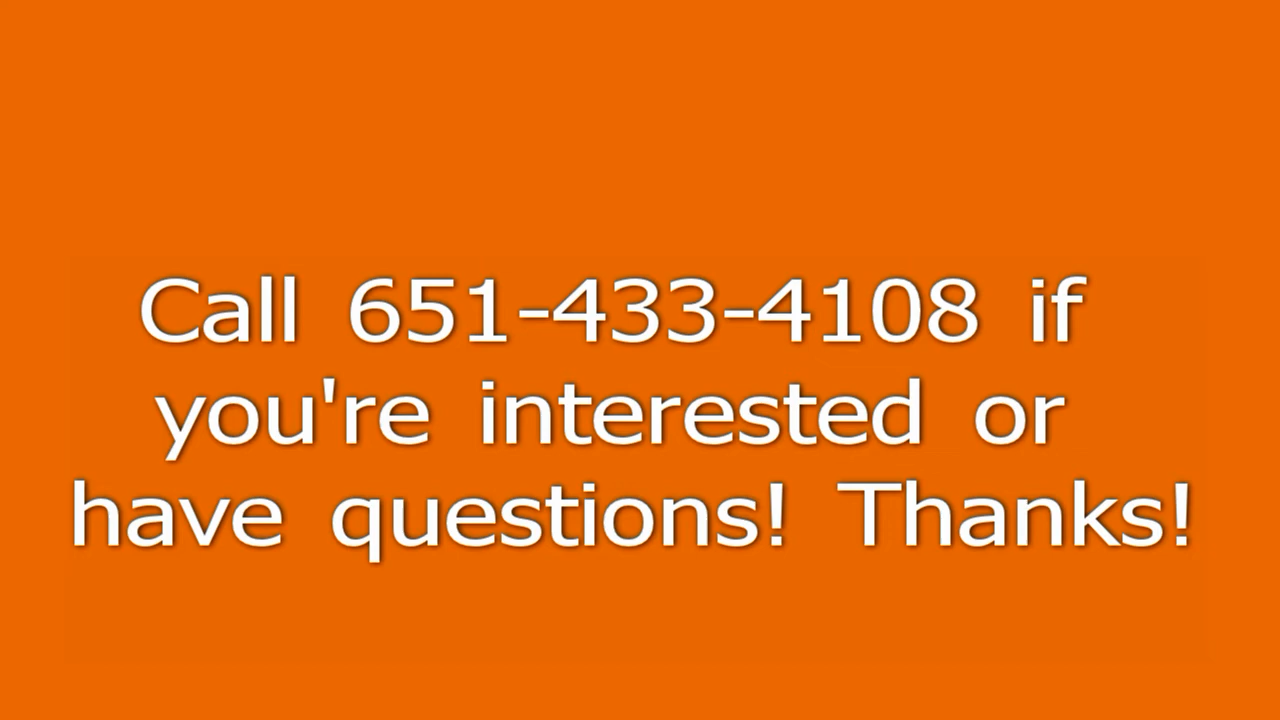 Call 651-433-4108 if
you're interested or
have questions! Thanks!